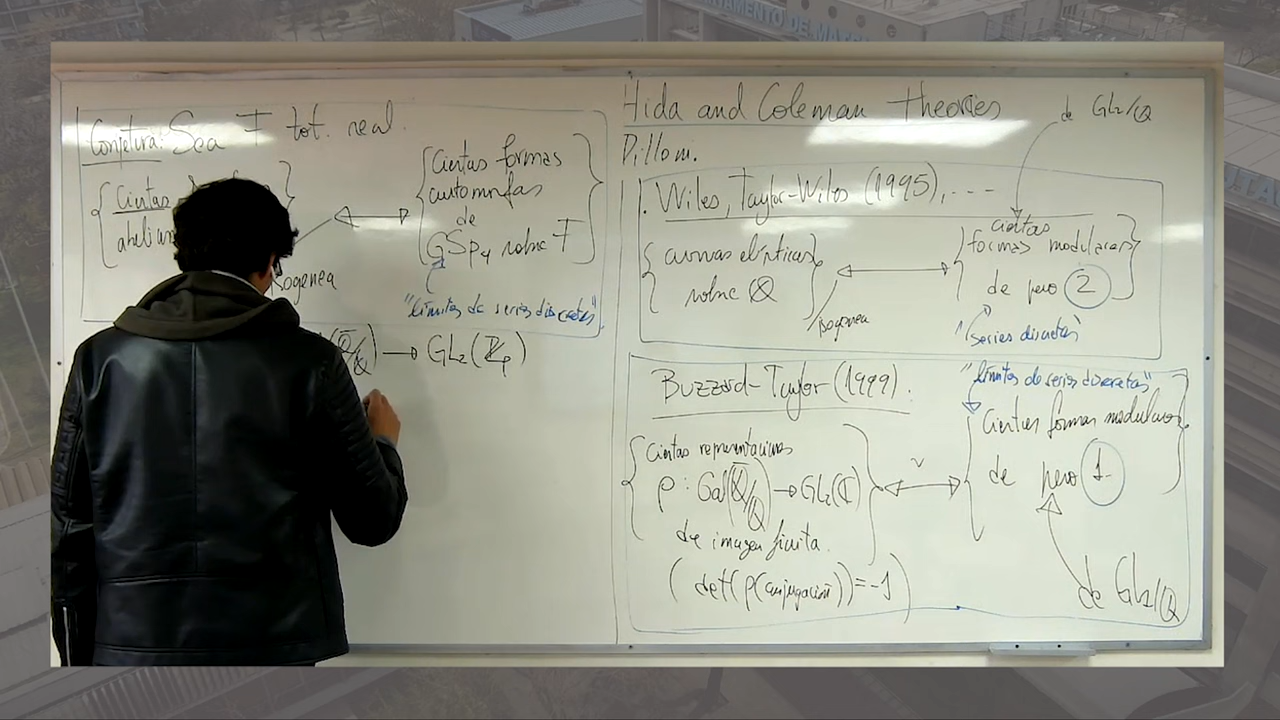 Conjetura: Sea F tot. real.
{ Ciertas
}
{ Ciertas formas
automorfas
de
GSp₄ sobre F }
isogenea
"límites de series discretas"
(Q̄/Q) → GL₂(Z̄ₚ)
Hida and Coleman theories
Pilloni.
de GL₂/Q
. Wiles, Taylor-Wiles (1995), ...
{ curvas elípticas
sobre Q }
isogenea
{ ciertas
formas modulares
de peso 2 }
"series discretas"
Buzzard-Taylor (1999).
"límites de series discretas"
{ Ciertas representaciones
ρ : Gal(Q̄/Q) → GL₂(C)
de imagen finita. }
(det(ρ(conjugación)) = -1)
{ Ciertas formas modulares
de peso 1. }
de GL₂/Q